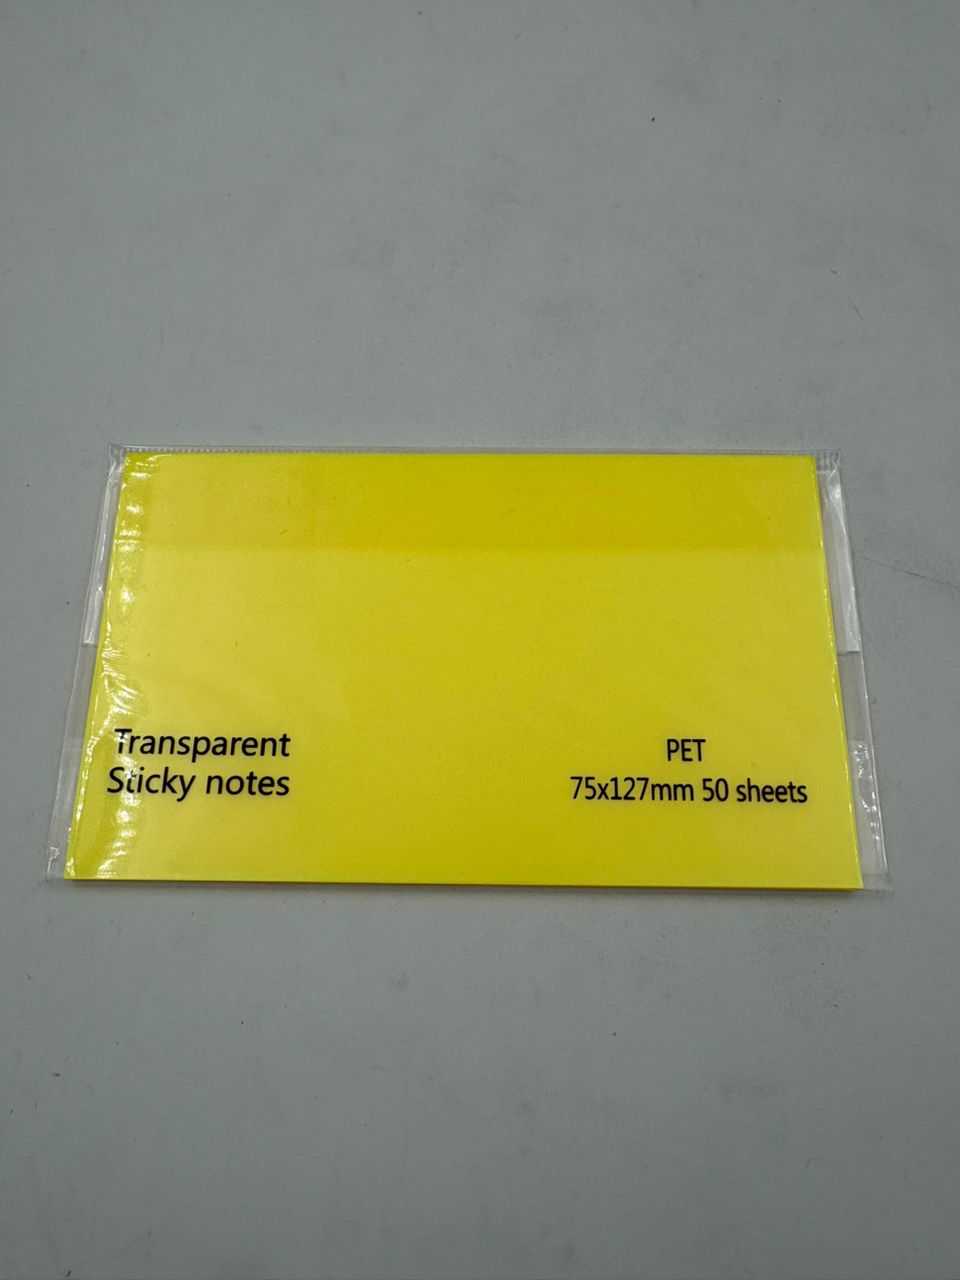 Transparent
Sticky notes
PET
75x127mm 50 sheets